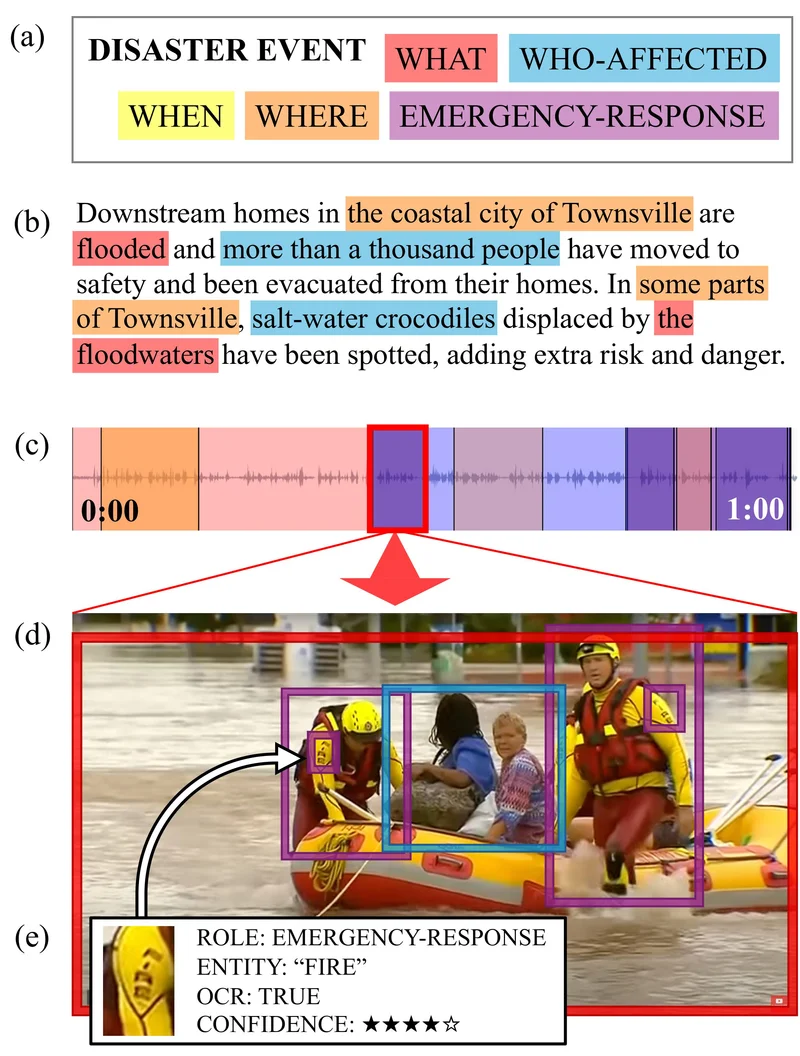 (a)
DISASTER EVENT WHAT WHO-AFFECTED
WHEN WHERE EMERGENCY-RESPONSE
(b)
Downstream homes in the coastal city of Townsville are
flooded and more than a thousand people have moved to
safety and been evacuated from their homes. In some parts
of Townsville, salt-water crocodiles displaced by the
floodwaters have been spotted, adding extra risk and danger.
(c)
0:00 1:00
(d)
(e)
ROLE: EMERGENCY-RESPONSE
ENTITY: “FIRE”
OCR: TRUE
CONFIDENCE: ★★★★☆